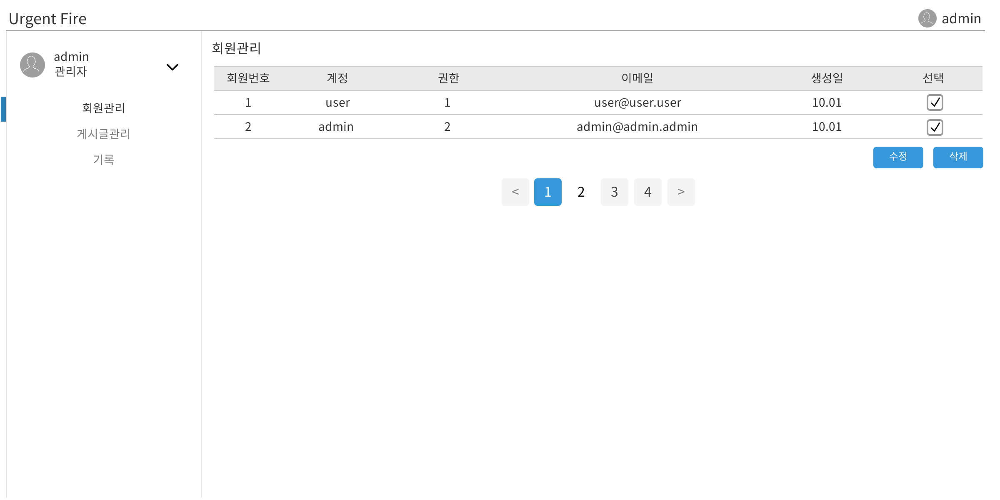 Urgent Fire
admin
admin
관리자
회원관리
게시글관리
기록
회원관리
회원번호 계정 권한 이메일 생성일 선택
1 user 1 user@user.user 10.01
2 admin 2 admin@admin.admin 10.01
수정 삭제
< 1 2 3 4 >